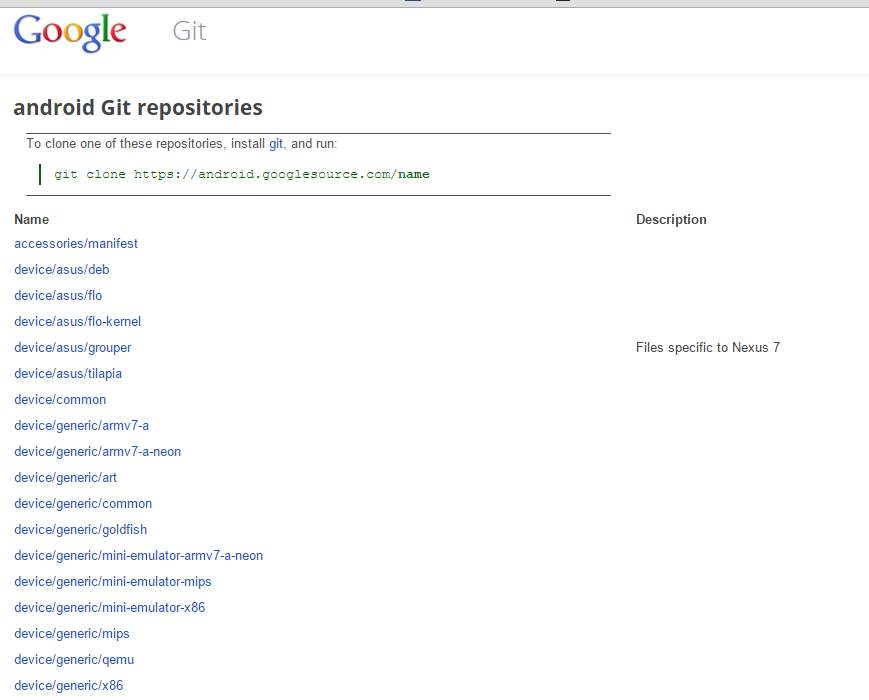 Google Git
android Git repositories
To clone one of these repositories, install git, and run:
git clone https://android.googlesource.com/name
Name Description
accessories/manifest
device/asus/deb
device/asus/flo
device/asus/flo-kernel
device/asus/grouper Files specific to Nexus 7
device/asus/tilapia
device/common
device/generic/armv7-a
device/generic/armv7-a-neon
device/generic/art
device/generic/common
device/generic/goldfish
device/generic/mini-emulator-armv7-a-neon
device/generic/mini-emulator-mips
device/generic/mini-emulator-x86
device/generic/mips
device/generic/qemu
device/generic/x86